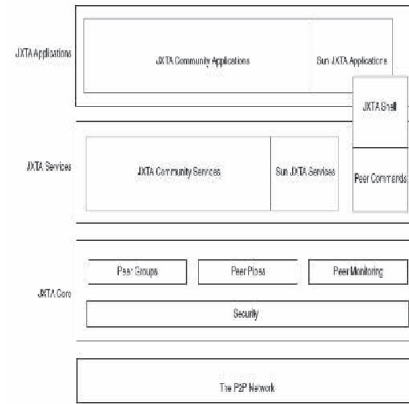 JXTA Applications
JXTA Community Applications
Sun JXTA Applications
JXTA Shell
JXTA Services
JXTA Community Services
Sun JXTA Services
Peer Commands
JXTA Core
Peer Groups
Peer Pipes
Peer Monitoring
Security
The P2P Network